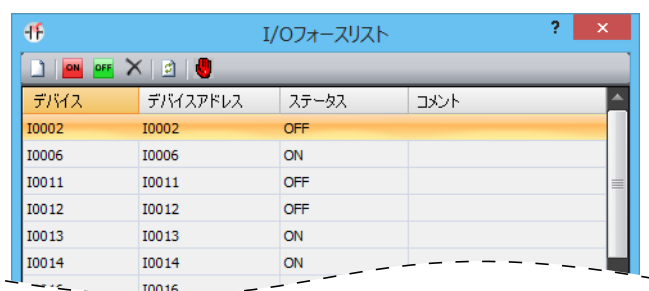 I/Oフォースリスト ? ×
ON OFF
デバイス デバイスアドレス ステータス コメント
I0002 I0002 OFF
I0006 I0006 ON
I0011 I0011 OFF
I0012 I0012 OFF
I0013 I0013 ON
I0014 I0014 ON
I0016